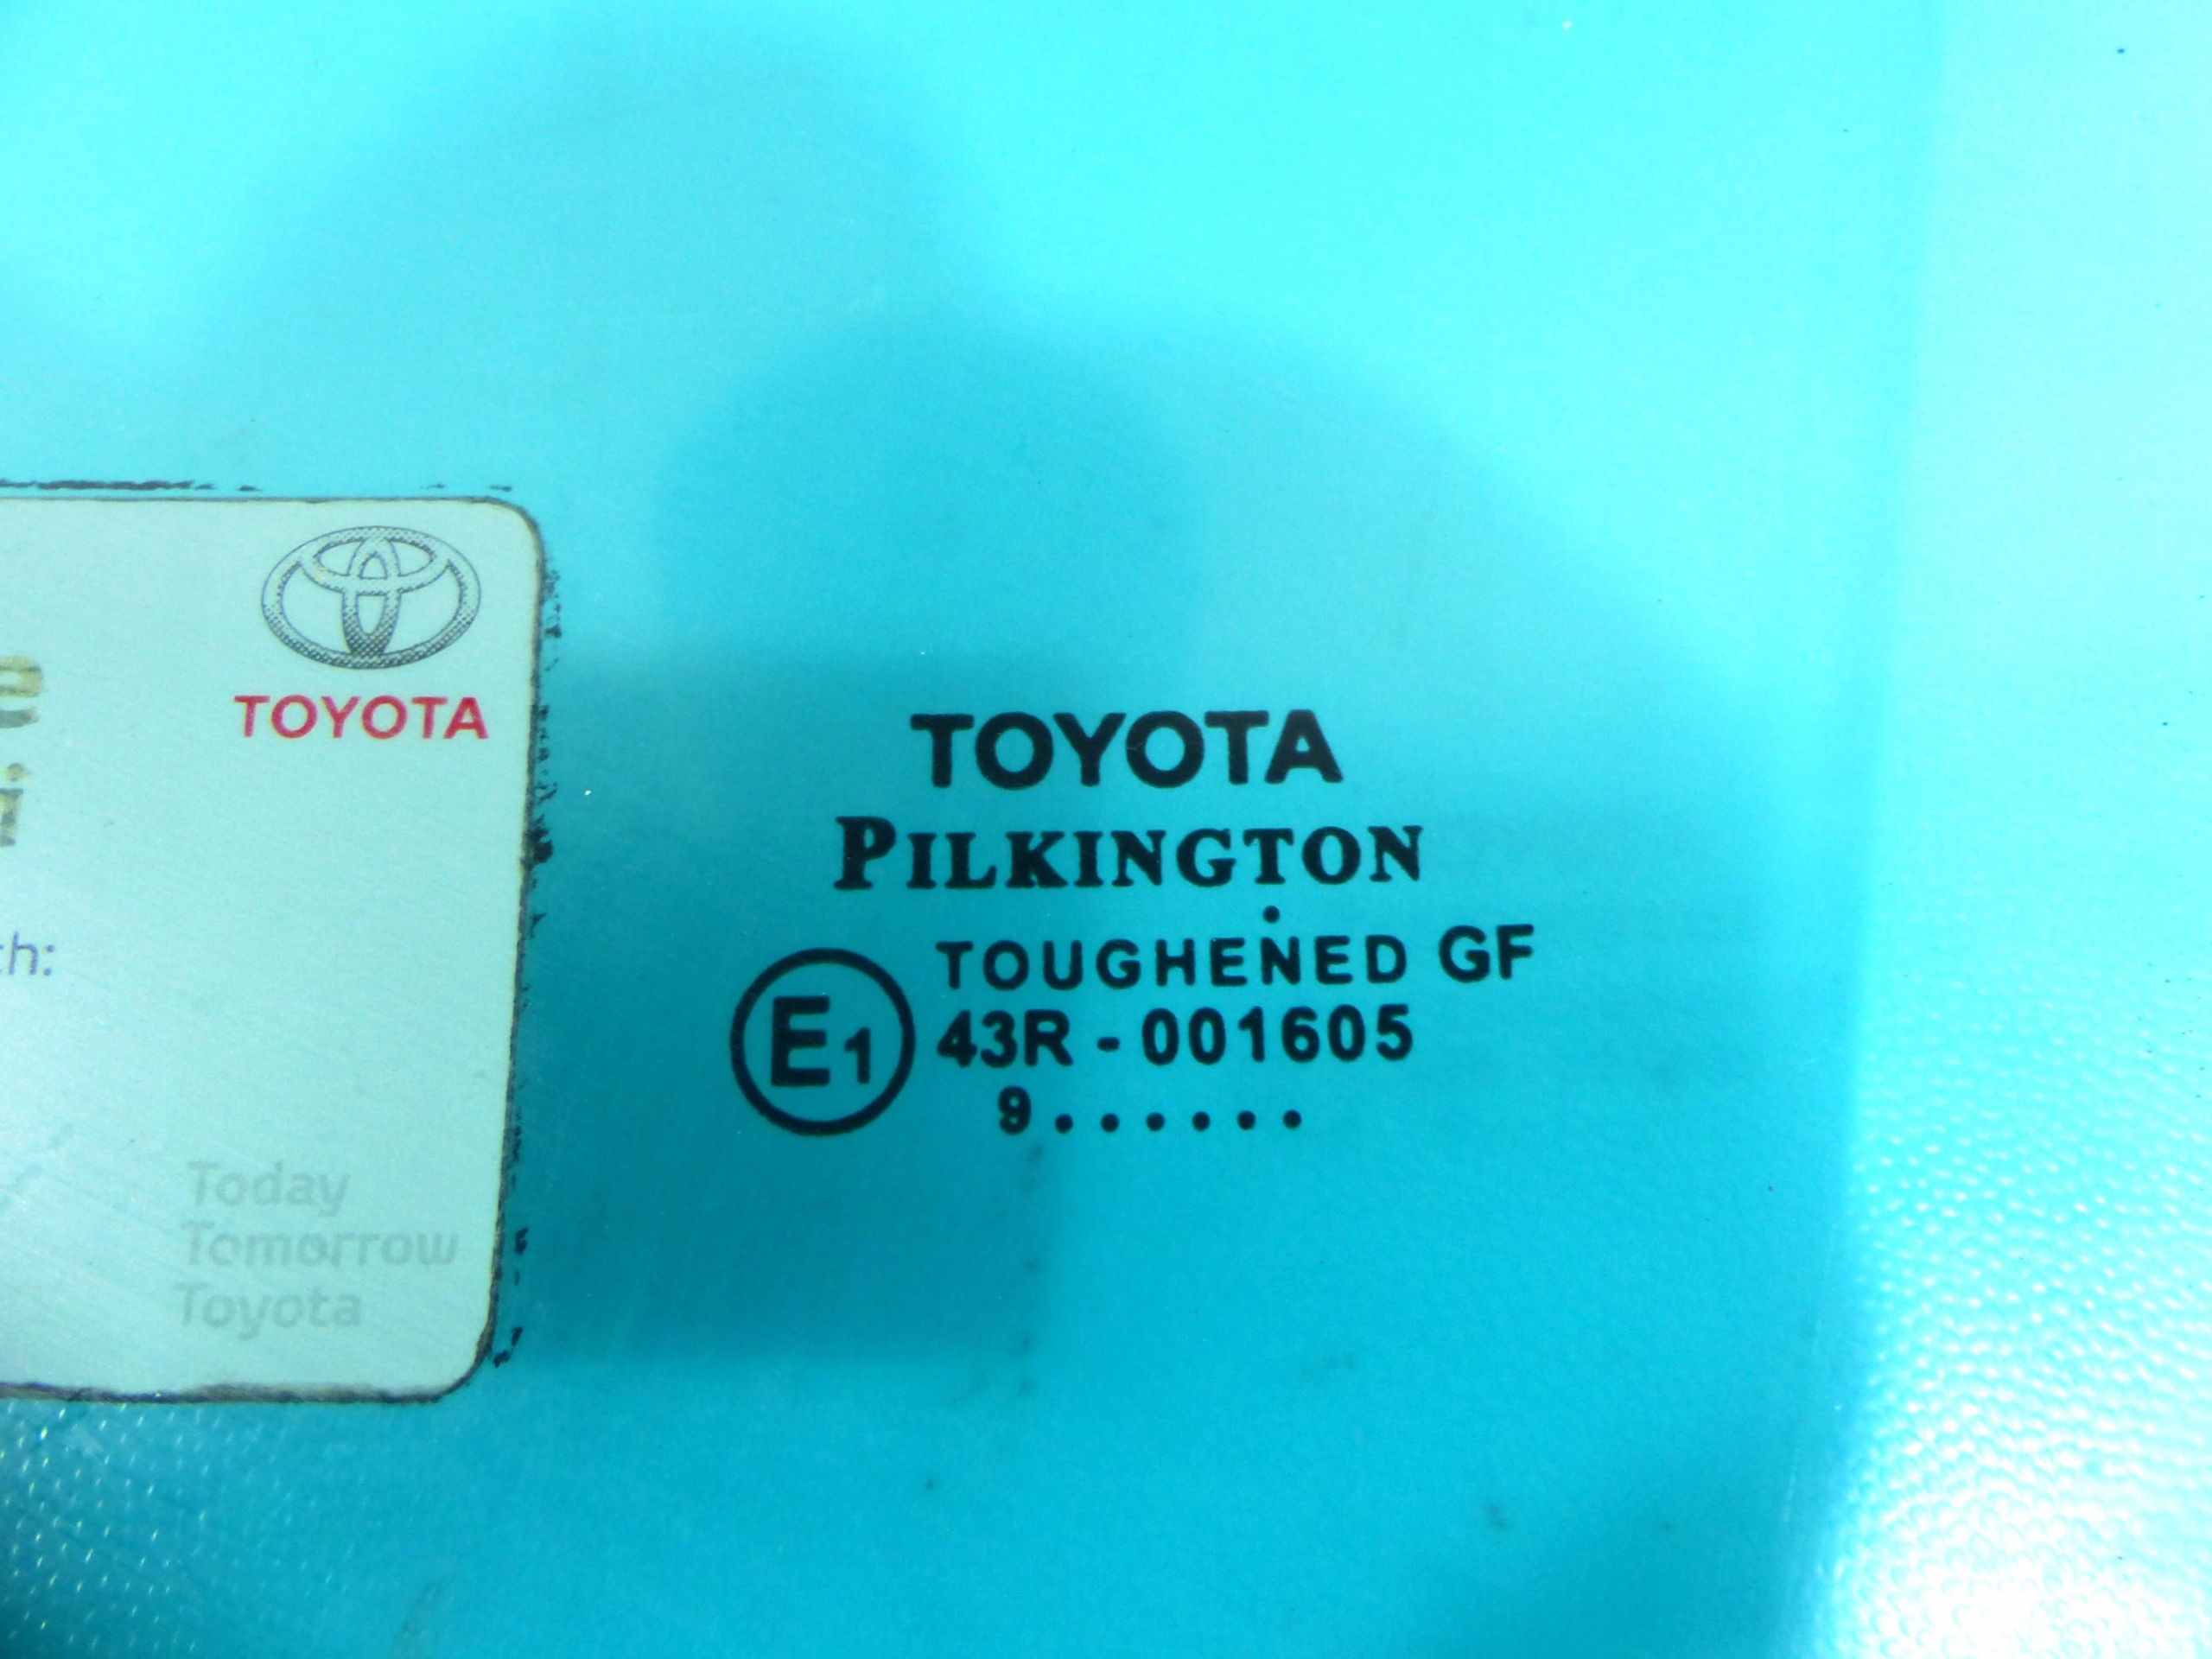 TOYOTA
Today
Tomorrow
Toyota
TOYOTA
PILKINGTON
TOUGHENED GF
E1
43R - 001605
9......